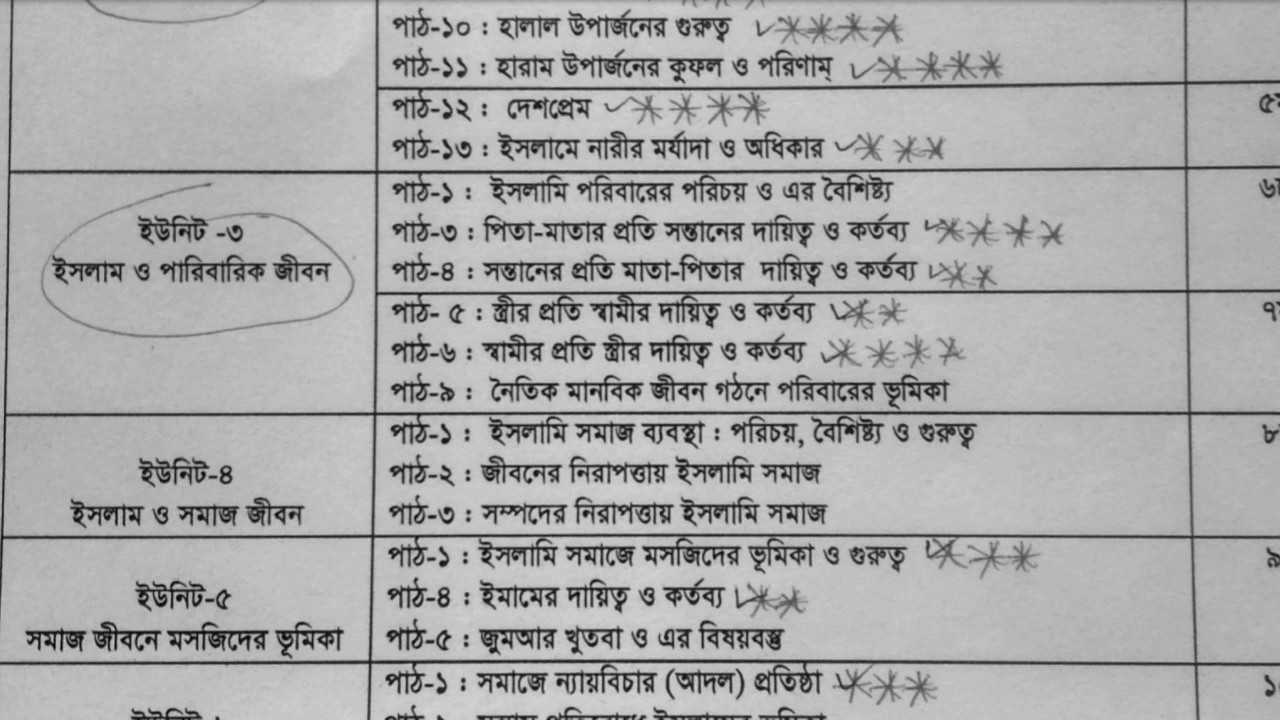 পাঠ-১০ : হালাল উপার্জনের গুরুত্ব
পাঠ-১১ : হারাম উপার্জনের কুফল ও পরিণাম্
পাঠ-১২ : দেশপ্রেম
পাঠ-১৩ : ইসলামে নারীর মর্যাদা ও অধিকার
ইউনিট -৩
ইসলাম ও পারিবারিক জীবন
পাঠ-১ : ইসলামি পরিবারের পরিচয় ও এর বৈশিষ্ট্য
পাঠ-৩ : পিতা-মাতার প্রতি সন্তানের দায়িত্ব ও কর্তব্য
পাঠ-৪ : সন্তানের প্রতি মাতা-পিতার দায়িত্ব ও কর্তব্য
পাঠ- ৫ : স্ত্রীর প্রতি স্বামীর দায়িত্ব ও কর্তব্য
পাঠ-৬ : স্বামীর প্রতি স্ত্রীর দায়িত্ব ও কর্তব্য
পাঠ-৯ : নৈতিক মানবিক জীবন গঠনে পরিবারের ভূমিকা
ইউনিট-৪
ইসলাম ও সমাজ জীবন
পাঠ-১ : ইসলামি সমাজ ব্যবস্থা : পরিচয়, বৈশিষ্ট্য ও গুরুত্ব
পাঠ-২ : জীবনের নিরাপত্তায় ইসলামি সমাজ
পাঠ-৩ : সম্পদের নিরাপত্তায় ইসলামি সমাজ
ইউনিট-৫
সমাজ জীবনে মসজিদের ভূমিকা
পাঠ-১ : ইসলামি সমাজে মসজিদের ভূমিকা ও গুরুত্ব
পাঠ-৪ : ইমামের দায়িত্ব ও কর্তব্য
পাঠ-৫ : জুমআর খুতবা ও এর বিষয়বস্তু
পাঠ-১ : সমাজে ন্যায়বিচার (আদল) প্রতিষ্ঠা